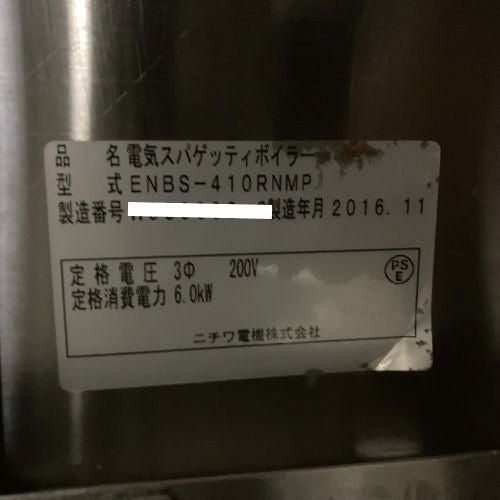 品　名 電気スパゲッティボイラー
型　式 ENBS-410RNMP
製造番号 製造年月 2016.11
定格電圧 3Φ 200V
PS
E
定格消費電力 6.0kW
ニチワ電機株式会社